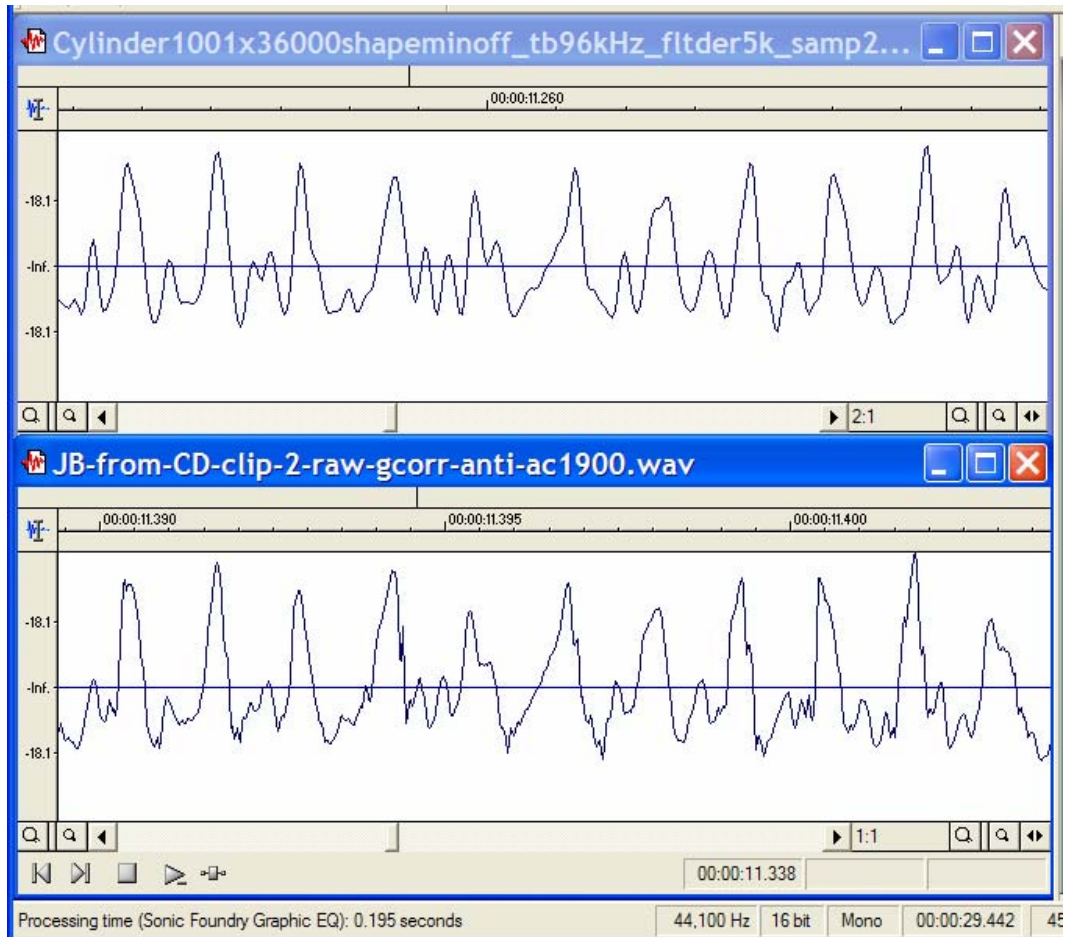 Cylinder1001x36000shapeminoff_tb96kHz_fltder5k_samp2...
00:00:11.260
-18.1
-Inf.
-18.1
2:1
JB-from-CD-clip-2-raw-gcorr-anti-ac1900.wav
00:00:11.390 00:00:11.395 00:00:11.400
-18.1
-Inf.
-18.1
1:1
00:00:11.338
Processing time (Sonic Foundry Graphic EQ): 0.195 seconds 44,100 Hz 16 bit Mono 00:00:29.442 45